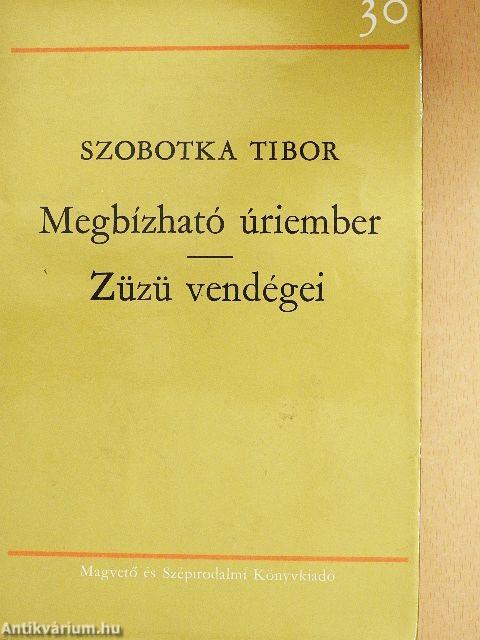 30
SZOBOTKA TIBOR
Megbízható úriember
Züzü vendégei
Magvető és Szépirodalmi Könyvkiadó
Antikvárium.hu